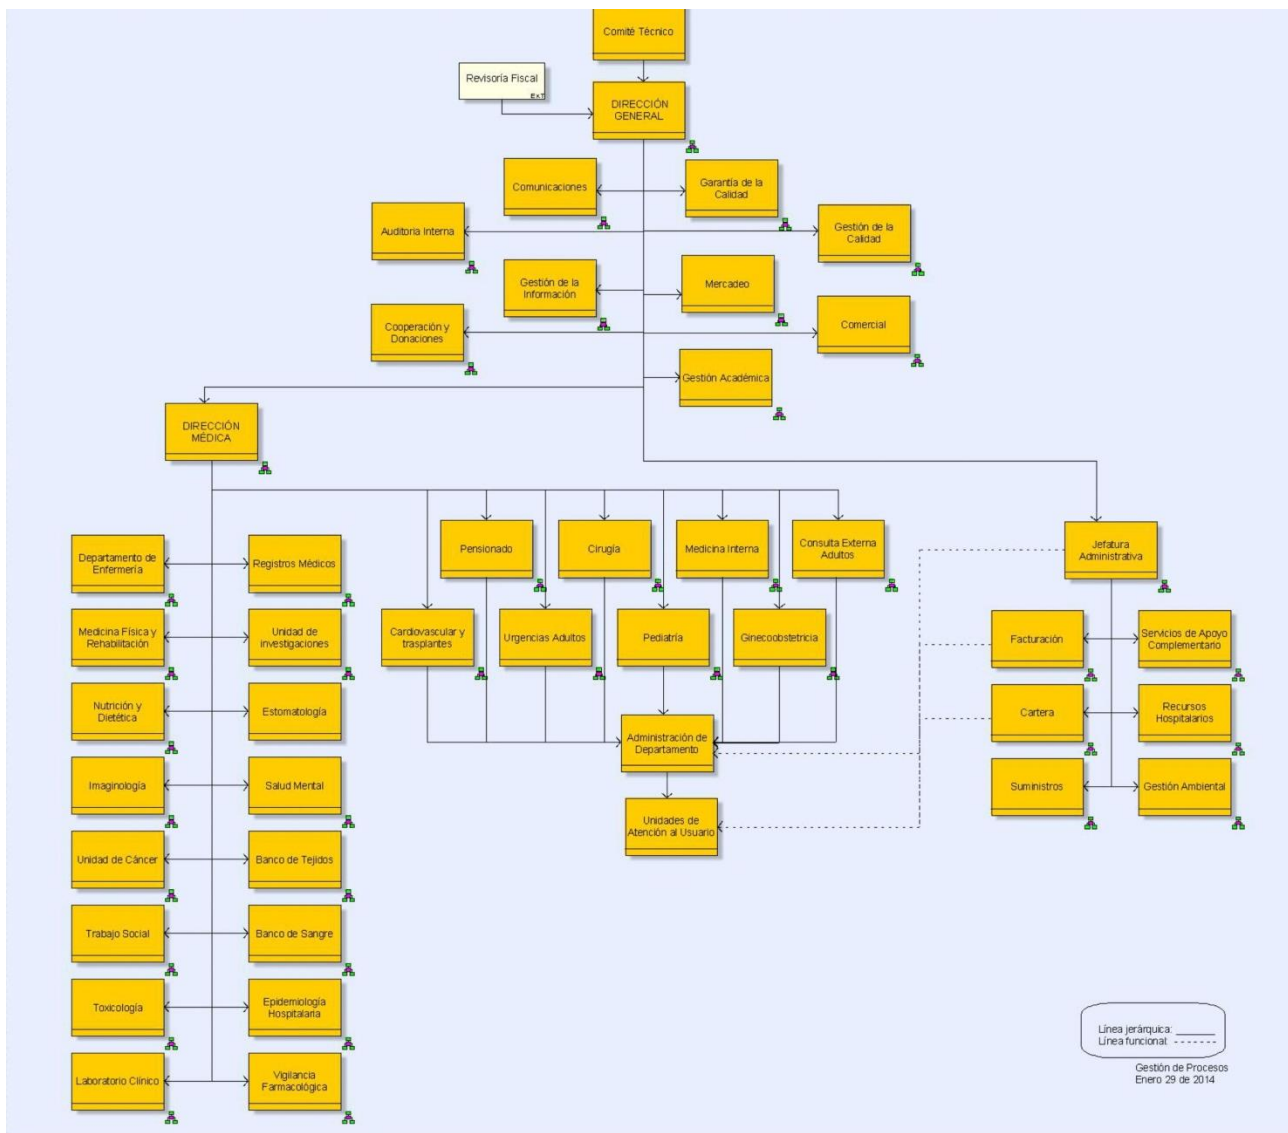 Comité Técnico
Revisoría Fiscal
Ext
DIRECCIÓN
GENERAL
Comunicaciones
Garantía de la
Calidad
Auditoria Interna
Gestión de la
Calidad
Gestión de la
Información
Mercadeo
Cooperación y
Donaciones
Comercial
Gestión Académica
DIRECCIÓN
MÉDICA
Pensionado
Cirugía
Medicina Interna
Consulta Externa
Adultos
Jefatura
Administrativa
Departamento de
Enfermería
Registros Médicos
Medicina Física y
Rehabilitación
Unidad de
investigaciones
Cardiovascular y
trasplantes
Urgencias Adultos
Pediatría
Ginecoobstetricia
Facturación
Servicios de Apoyo
Complementario
Nutrición y
Dietética
Estomatología
Administración de
Departamento
Cartera
Recursos
Hospitalarios
Imaginología
Salud Mental
Unidades de
Atención al Usuario
Suministros
Gestión Ambiental
Unidad de Cáncer
Banco de Tejidos
Trabajo Social
Banco de Sangre
Toxicología
Epidemiología
Hospitalaria
Laboratorio Clínico
Vigilancia
Farmacológica
Línea jerárquica:
Línea funcional:
Gestión de Procesos
Enero 29 de 2014